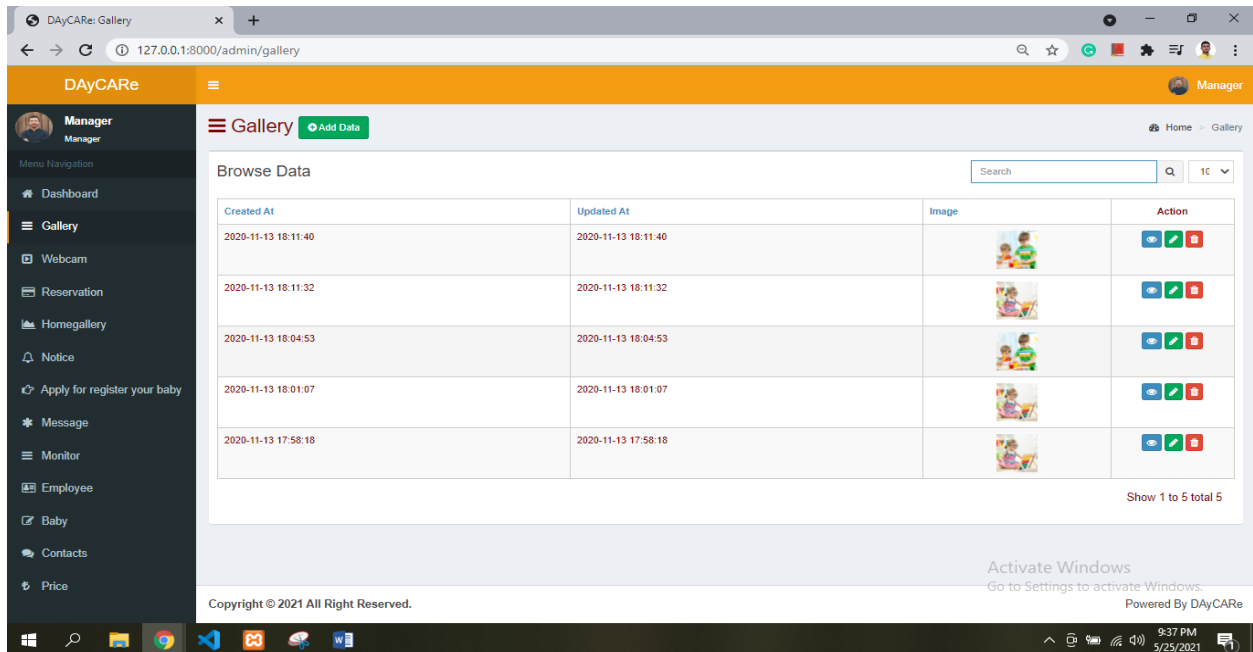 DAyCARe: Gallery
127.0.0.1:8000/admin/gallery
DAyCARe
Manager
Manager
Manager
Gallery
Add Data
Home > Gallery
Menu Navigation
Dashboard
Gallery
Webcam
Reservation
Homegallery
Notice
Apply for register your baby
Message
Monitor
Employee
Baby
Contacts
Price
Browse Data
Search
Created At Updated At Image Action
2020-11-13 18:11:40 2020-11-13 18:11:40
2020-11-13 18:11:32 2020-11-13 18:11:32
2020-11-13 18:04:53 2020-11-13 18:04:53
2020-11-13 18:01:07 2020-11-13 18:01:07
2020-11-13 17:58:18 2020-11-13 17:58:18
Show 1 to 5 total 5
Activate Windows
Go to Settings to activate Windows.
Copyright © 2021 All Right Reserved.
Powered By DAyCARe
9:37 PM
5/25/2021